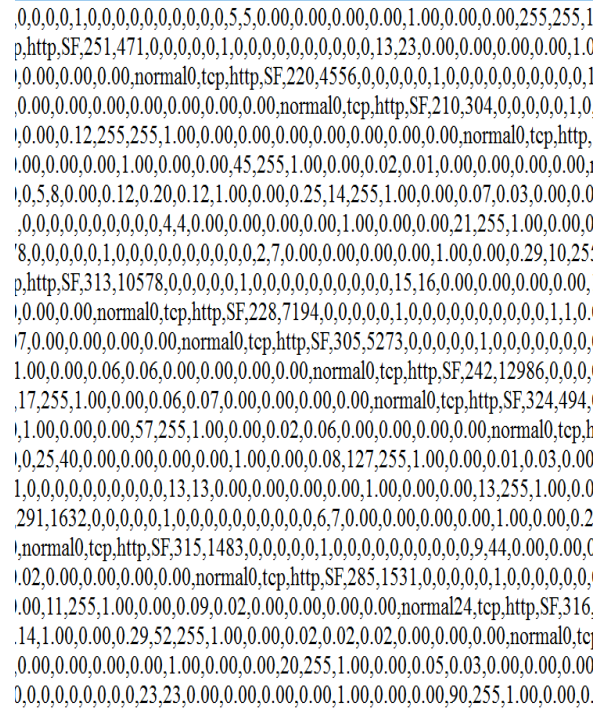 ,0,0,0,0,1,0,0,0,0,0,0,0,0,0,5,5,0.00,0.00,0.00,0.00,1.00,0.00,0.00,255,255,1
p,http,SF,251,471,0,0,0,0,0,1,0,0,0,0,0,0,0,0,0,0,13,23,0.00,0.00,0.00,0.00,1.0
,0.00,0.00,0.00,normal0,tcp,http,SF,220,4556,0,0,0,0,0,1,0,0,0,0,0,0,0,0,0,0,1
,0.00,0.00,0.00,0.00,0.00,0.00,0.00,normal0,tcp,http,SF,210,304,0,0,0,0,0,1,0,
,0.00,0.12,255,255,1.00,0.00,0.00,0.00,0.00,0.00,0.00,0.00,normal0,tcp,http,
.00,0.00,0.00,1.00,0.00,0.00,45,255,1.00,0.00,0.02,0.01,0.00,0.00,0.00,0.00,
,0,5,8,0.00,0.12,0.20,0.12,1.00,0.00,0.25,14,255,1.00,0.00,0.07,0.03,0.00,0.0
,0,0,0,0,0,0,0,0,0,0,4,4,0.00,0.00,0.00,0.00,1.00,0.00,0.00,21,255,1.00,0.00,0
78,0,0,0,0,0,1,0,0,0,0,0,0,0,0,0,0,2,7,0.00,0.00,0.00,0.00,1.00,0.00,0.29,10,255
p,http,SF,313,10578,0,0,0,0,0,1,0,0,0,0,0,0,0,0,0,0,15,16,0.00,0.00,0.00,0.00,
,0.00,0.00,normal0,tcp,http,SF,228,7194,0,0,0,0,0,1,0,0,0,0,0,0,0,0,0,0,1,1,0.
07,0.00,0.00,0.00,0.00,normal0,tcp,http,SF,305,5273,0,0,0,0,0,1,0,0,0,0,0,0,0,
1.00,0.00,0.06,0.06,0.00,0.00,0.00,0.00,normal0,tcp,http,SF,242,12986,0,0,0,
,17,255,1.00,0.00,0.06,0.07,0.00,0.00,0.00,0.00,normal0,tcp,http,SF,324,494,
,1.00,0.00,0.00,57,255,1.00,0.00,0.02,0.06,0.00,0.00,0.00,0.00,normal0,tcp,h
,0,25,40,0.00,0.00,0.00,0.00,1.00,0.00,0.08,127,255,1.00,0.00,0.01,0.03,0.00
1,0,0,0,0,0,0,0,0,0,0,13,13,0.00,0.00,0.00,0.00,1.00,0.00,0.00,13,255,1.00,0.0
,291,1632,0,0,0,0,0,1,0,0,0,0,0,0,0,0,0,0,6,7,0.00,0.00,0.00,0.00,1.00,0.00,0.2
,normal0,tcp,http,SF,315,1483,0,0,0,0,0,1,0,0,0,0,0,0,0,0,0,0,9,44,0.00,0.00,0
.02,0.00,0.00,0.00,0.00,normal0,tcp,http,SF,285,1531,0,0,0,0,0,1,0,0,0,0,0,0,
.00,11,255,1.00,0.00,0.09,0.02,0.00,0.00,0.00,0.00,normal24,tcp,http,SF,316,
.14,1.00,0.00,0.29,52,255,1.00,0.00,0.02,0.02,0.02,0.00,0.00,0.00,normal0,tcp
,0.00,0.00,0.00,0.00,1.00,0.00,0.00,20,255,1.00,0.00,0.05,0.03,0.00,0.00,0.00
0,0,0,0,0,0,0,0,0,23,23,0.00,0.00,0.00,0.00,1.00,0.00,0.00,90,255,1.00,0.00,0.